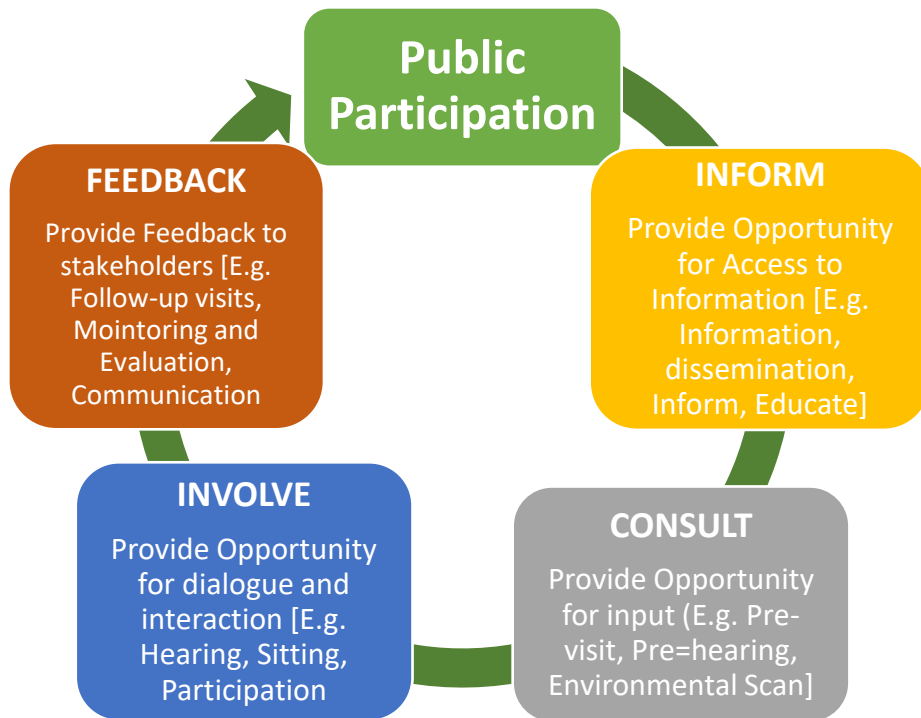 Public
Participation
INFORM
Provide Opportunity
for Access to
Information [E.g.
Information,
dissemination,
Inform, Educate]
CONSULT
Provide Opportunity
for input (E.g. Pre-
visit, Pre=hearing,
Environmental Scan]
INVOLVE
Provide Opportunity
for dialogue and
interaction [E.g.
Hearing, Sitting,
Participation
FEEDBACK
Provide Feedback to
stakeholders [E.g.
Follow-up visits,
Mointoring and
Evaluation,
Communication